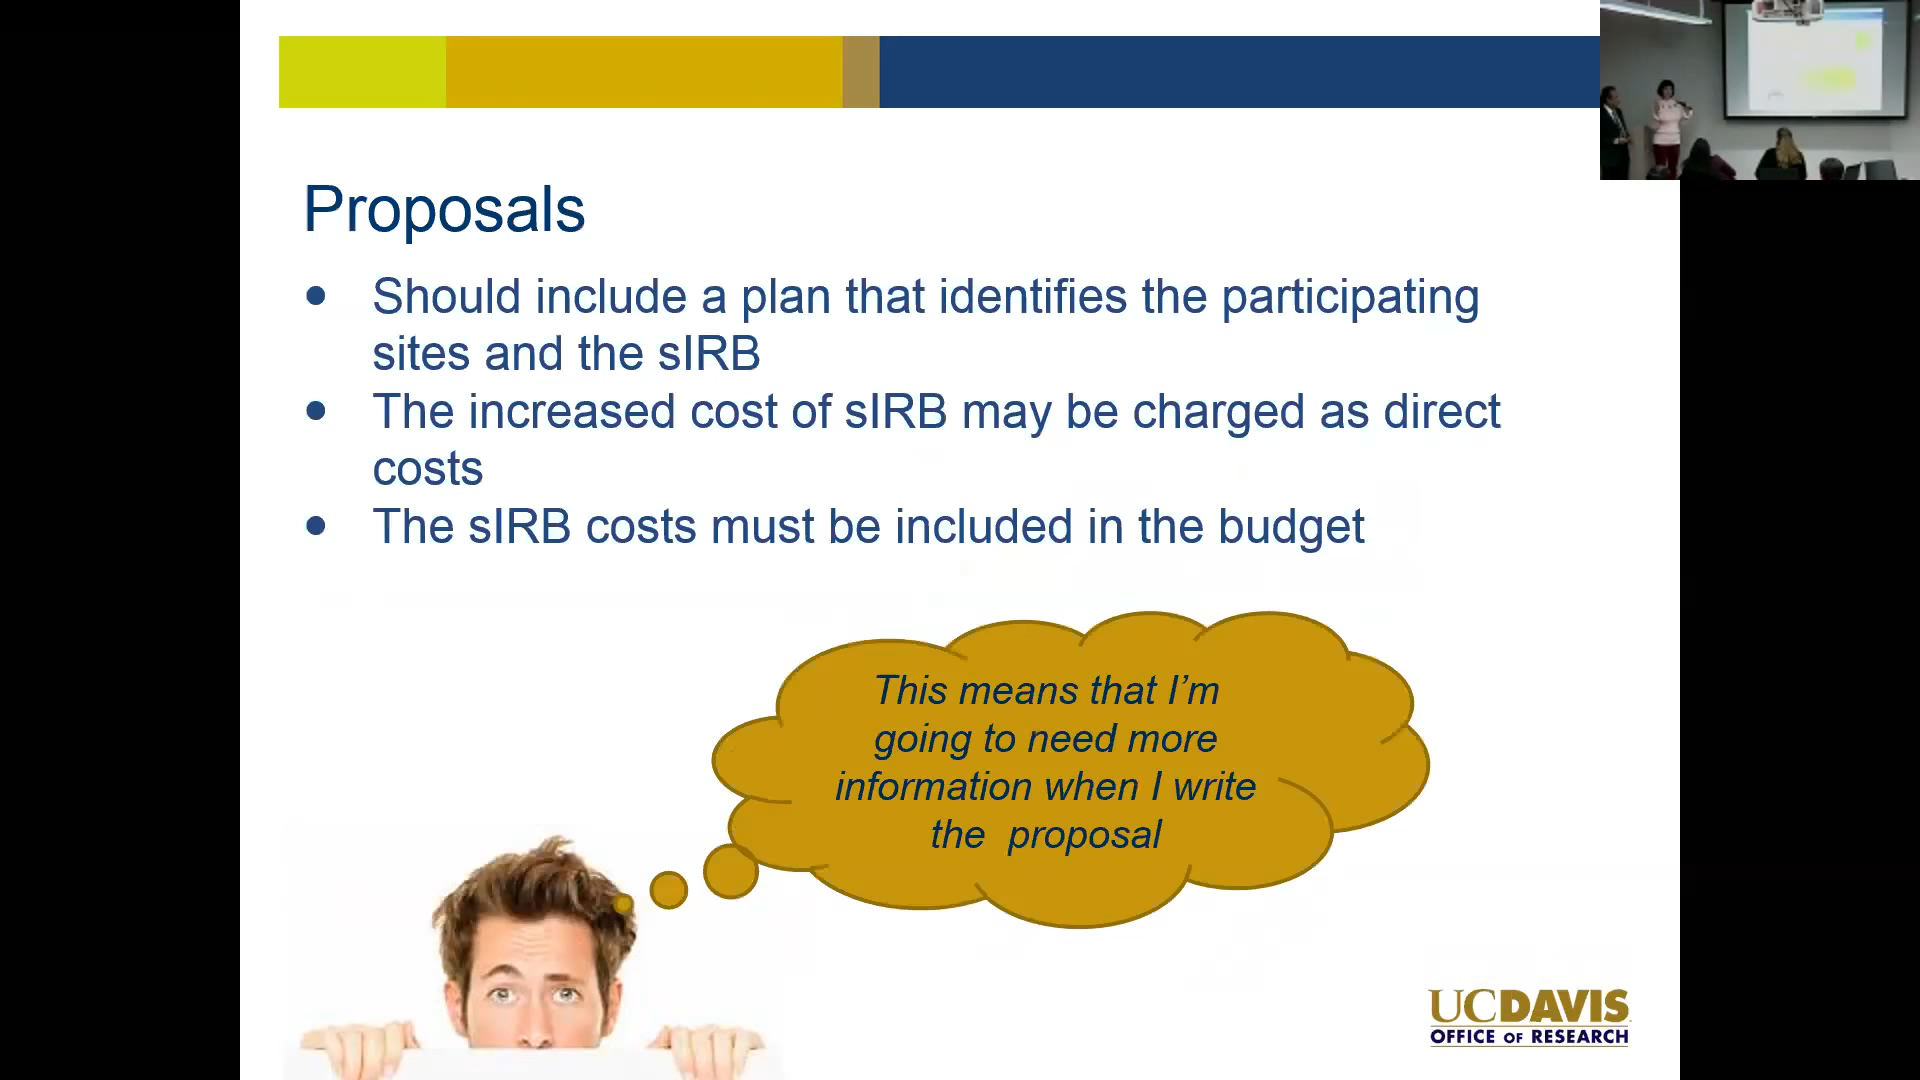 Proposals
• Should include a plan that identifies the participating
sites and the sIRB
• The increased cost of sIRB may be charged as direct
costs
• The sIRB costs must be included in the budget
This means that I’m
going to need more
information when I write
the proposal
UCDAVIS
OFFICE OF RESEARCH